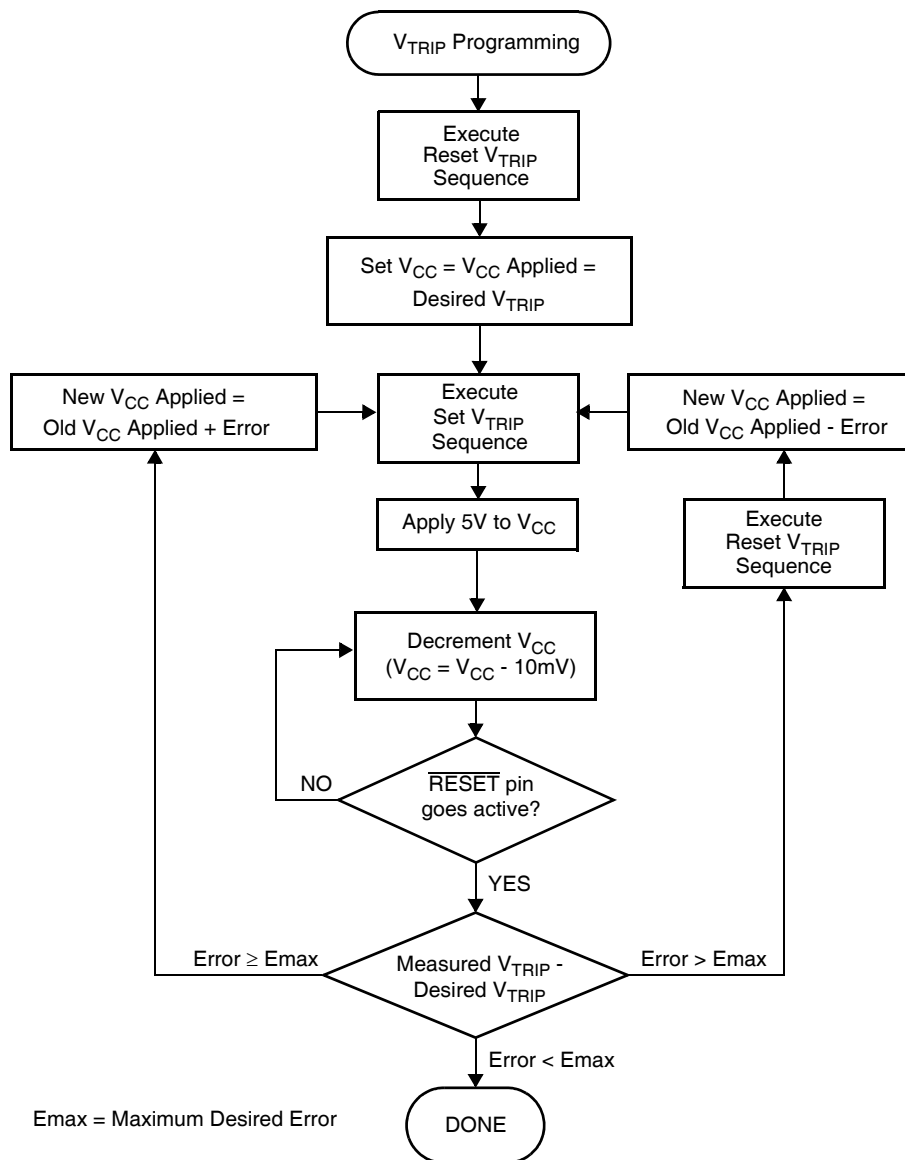 V_TRIP Programming
Execute
Reset V_TRIP
Sequence
Set V_CC = V_CC Applied =
Desired V_TRIP
New V_CC Applied =
Old V_CC Applied + Error
Execute
Set V_TRIP
Sequence
New V_CC Applied =
Old V_CC Applied - Error
Apply 5V to V_CC
Execute
Reset V_TRIP
Sequence
Decrement V_CC
(V_CC = V_CC - 10mV)
NO
R̅E̅S̅E̅T̅ pin
goes active?
YES
Error ≥ Emax
Measured V_TRIP -
Desired V_TRIP
Error > Emax
Error < Emax
Emax = Maximum Desired Error
DONE